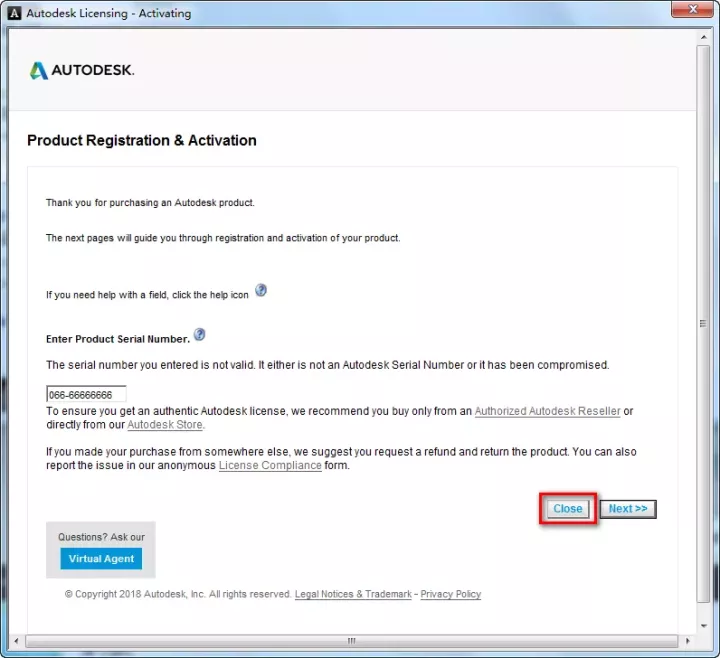 Autodesk Licensing - Activating
AUTODESK.
Product Registration & Activation
Thank you for purchasing an Autodesk product.
The next pages will guide you through registration and activation of your product.
If you need help with a field, click the help icon
Enter Product Serial Number.
The serial number you entered is not valid. It either is not an Autodesk Serial Number or it has been compromised.
066-66666666
To ensure you get an authentic Autodesk license, we recommend you buy only from an Authorized Autodesk Reseller or
directly from our Autodesk Store.
If you made your purchase from somewhere else, we suggest you request a refund and return the product. You can also
report the issue in our anonymous License Compliance form.
Close Next >>
Questions? Ask our
Virtual Agent
© Copyright 2018 Autodesk, Inc. All rights reserved. Legal Notices & Trademark - Privacy Policy